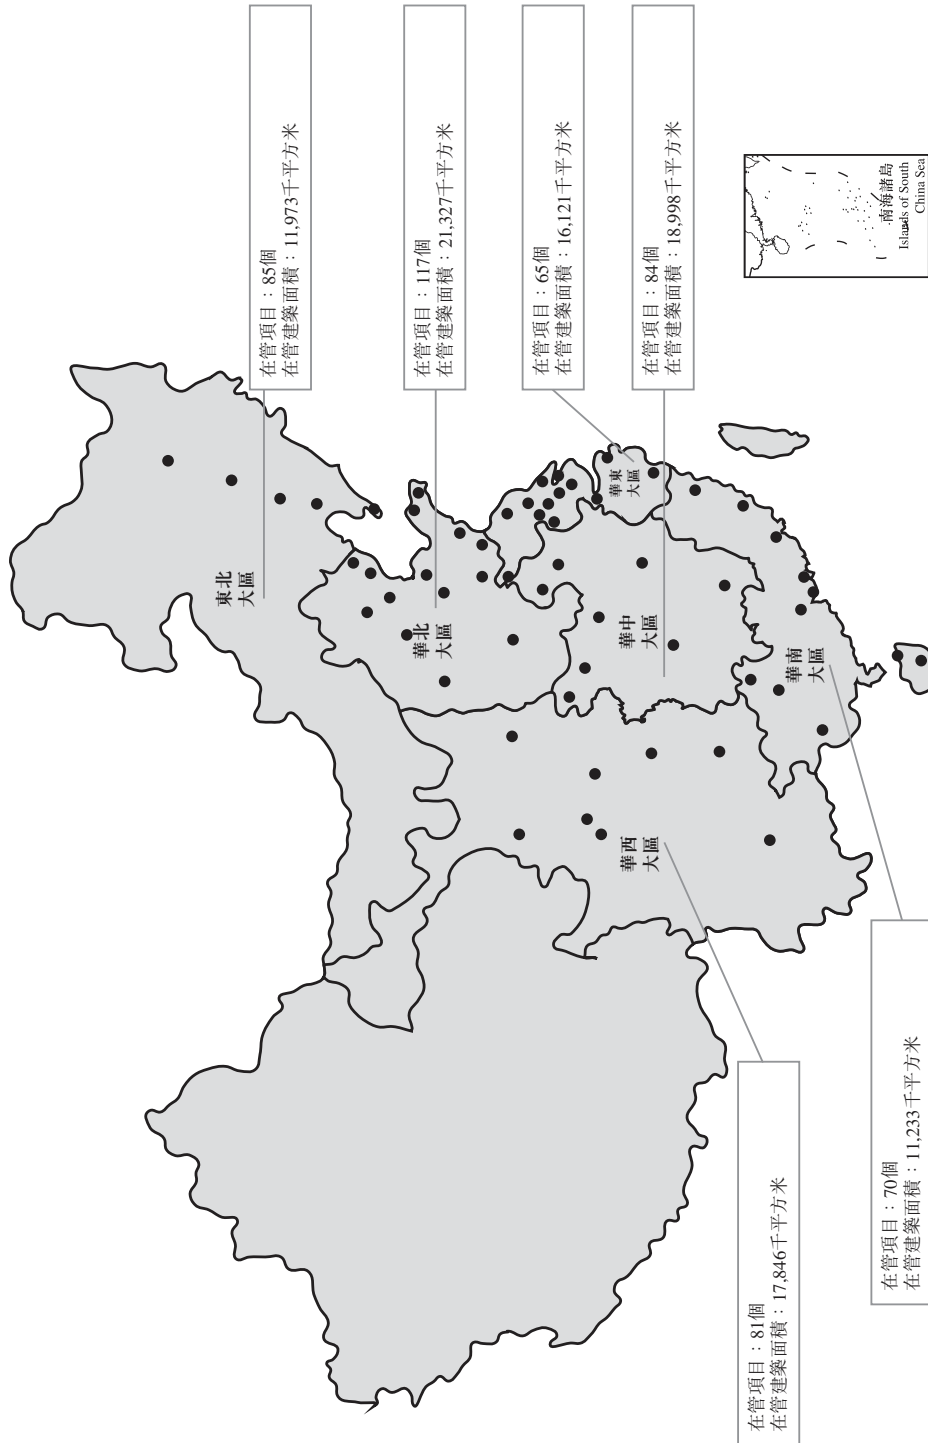 在管項目：85個
在管建築面積：11,973千平方米
在管項目：117個
在管建築面積：21,327千平方米
在管項目：65個
在管建築面積：16,121千平方米
在管項目：84個
在管建築面積：18,998千平方米
南海諸島
Islands of South
China Sea
東北
大區
華北
大區
華東
大區
華中
大區
華南
大區
華西
大區
在管項目：81個
在管建築面積：17,846千平方米
在管項目：70個
在管建築面積：11,233千平方米